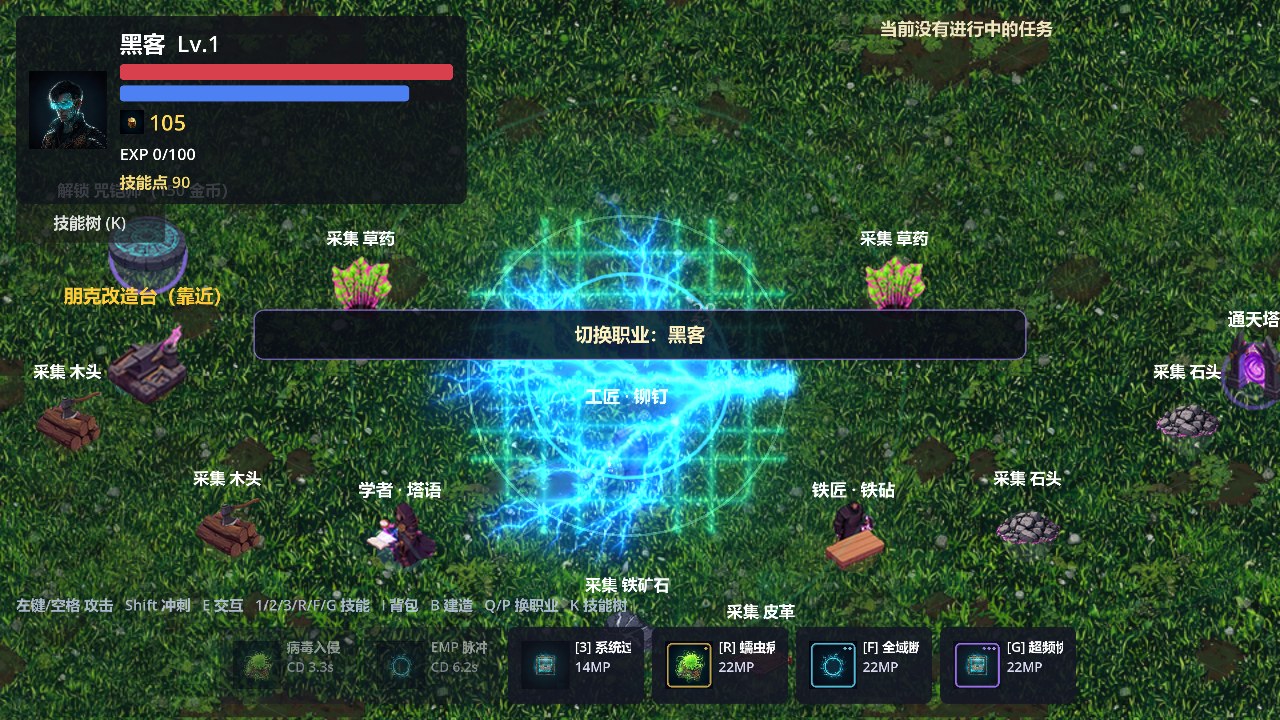 黑客 Lv.1
当前没有进行中的任务
105
EXP 0/100
技能点 90
技能树 (K)
采集 草药
采集 草药
朋克改造台（靠近）
通天塔
切换职业：黑客
采集 木头
采集 石头
工匠 · 铆钉
采集 木头
学者 · 塔语
铁匠 · 铁砧
采集 石头
采集 铁矿石
左键/空格 攻击 Shift 冲刺 E 交互 1/2/3/R/F/G 技能 I 背包 B 建造 Q/P 换职业 K 技能树
采集 皮革
病毒入侵
CD 3.3s
EMP 脉冲
CD 6.2s
[3] 系统过
14MP
[R] 蠕虫病
22MP
[F] 全域断
22MP
[G] 超频协
22MP